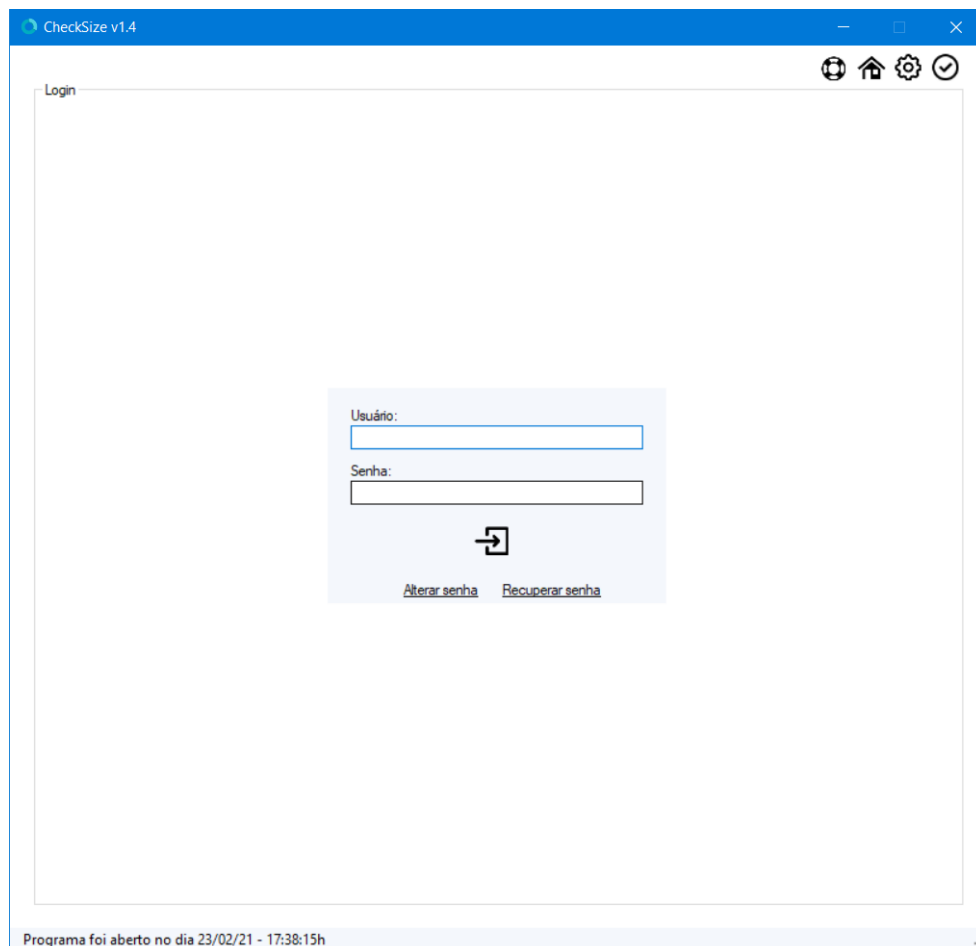 CheckSize v1.4
Login
Usuário:
Senha:
Alterar senha Recuperar senha
Programa foi aberto no dia 23/02/21 - 17:38:15h